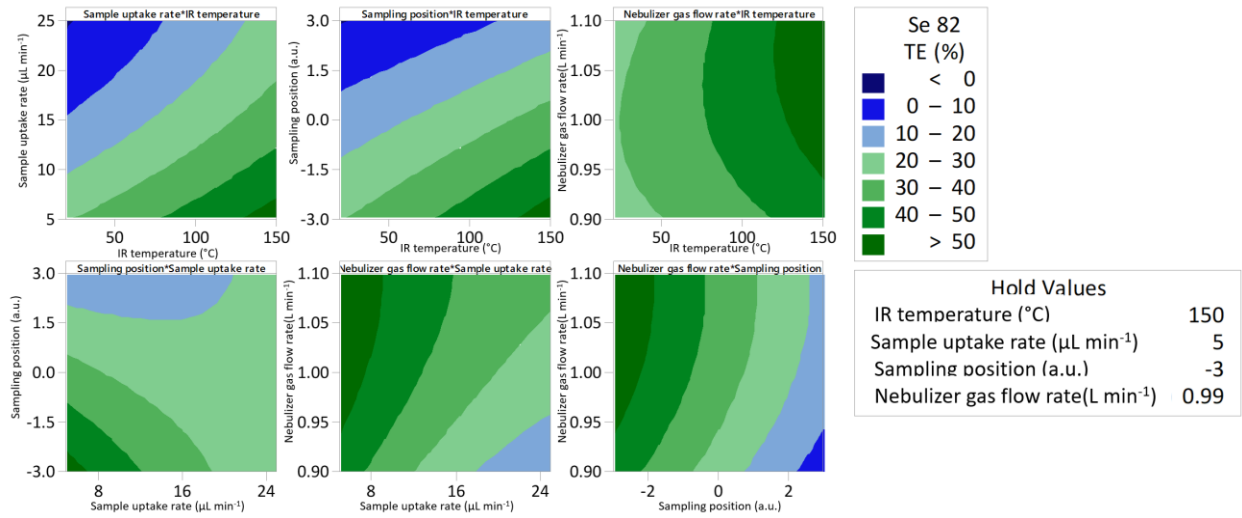 Sample uptake rate*IR temperature
25
20
15
10
5
Sample uptake rate (µL min⁻¹)
50
100
150
IR temperature (°C)
Sampling position*IR temperature
3.0
1.5
0.0
-1.5
-3.0
Sampling position (a.u.)
50
100
150
IR temperature (°C)
Nebulizer gas flow rate*IR temperature
1.10
1.05
1.00
0.95
0.90
Nebulizer gas flow rate(L min⁻¹)
50
100
150
IR temperature (°C)
Se 82
TE (%)
< 0
0 – 10
10 – 20
20 – 30
30 – 40
40 – 50
> 50
Sampling position*Sample uptake rate
3.0
1.5
0.0
-1.5
-3.0
Sampling position (a.u.)
8
16
24
Sample uptake rate (µL min⁻¹)
Nebulizer gas flow rate*Sample uptake rate
1.10
1.05
1.00
0.95
0.90
Nebulizer gas flow rate(L min⁻¹)
8
16
24
Sample uptake rate (µL min⁻¹)
Nebulizer gas flow rate*Sampling position
1.10
1.05
1.00
0.95
0.90
Nebulizer gas flow rate(L min⁻¹)
-2
0
2
Sampling position (a.u.)
Hold Values
IR temperature (°C) 150
Sample uptake rate (µL min⁻¹) 5
Sampling position (a.u.) -3
Nebulizer gas flow rate(L min⁻¹) 0.99